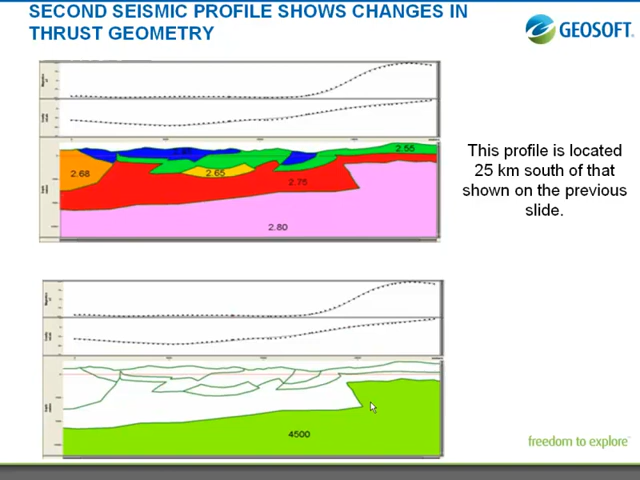 SECOND SEISMIC PROFILE SHOWS CHANGES IN
THRUST GEOMETRY
GEOSOFT.
This profile is located
25 km south of that
shown on the previous
slide.
2.55
2.68
2.65
2.75
2.80
4500
freedom to explore